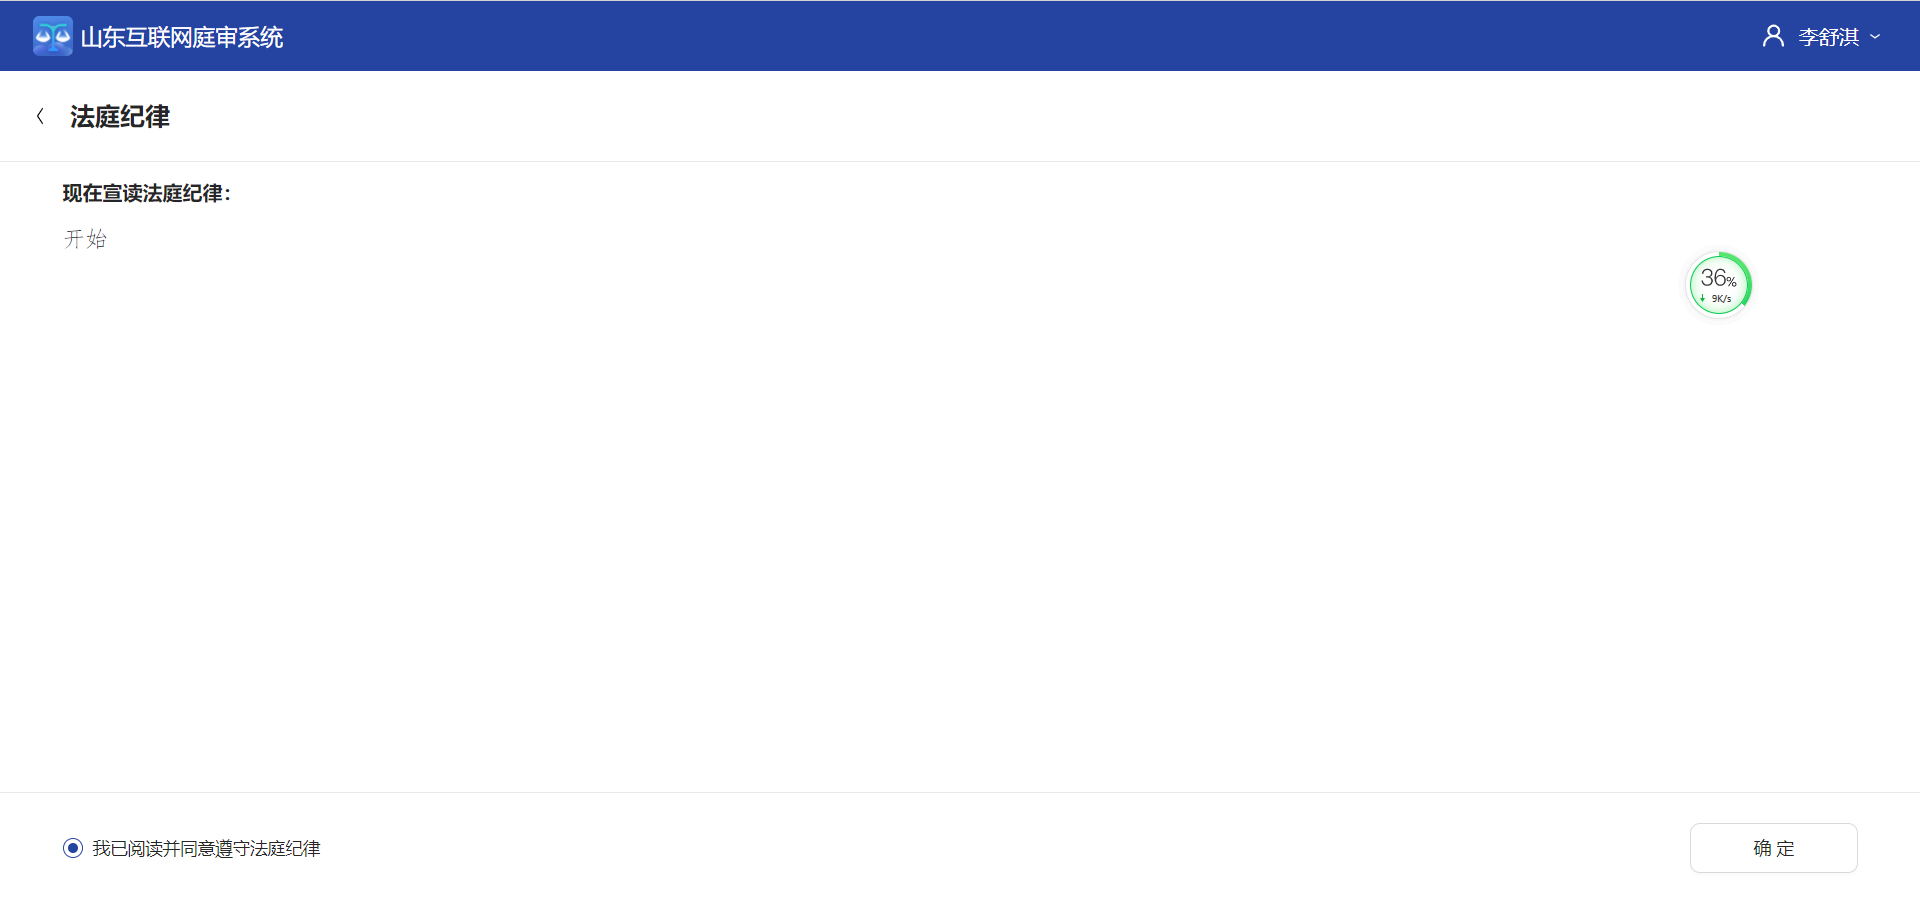 山东互联网庭审系统
李舒淇
法庭纪律
现在宣读法庭纪律：
开始
36%
9K/s
我已阅读并同意遵守法庭纪律
确 定